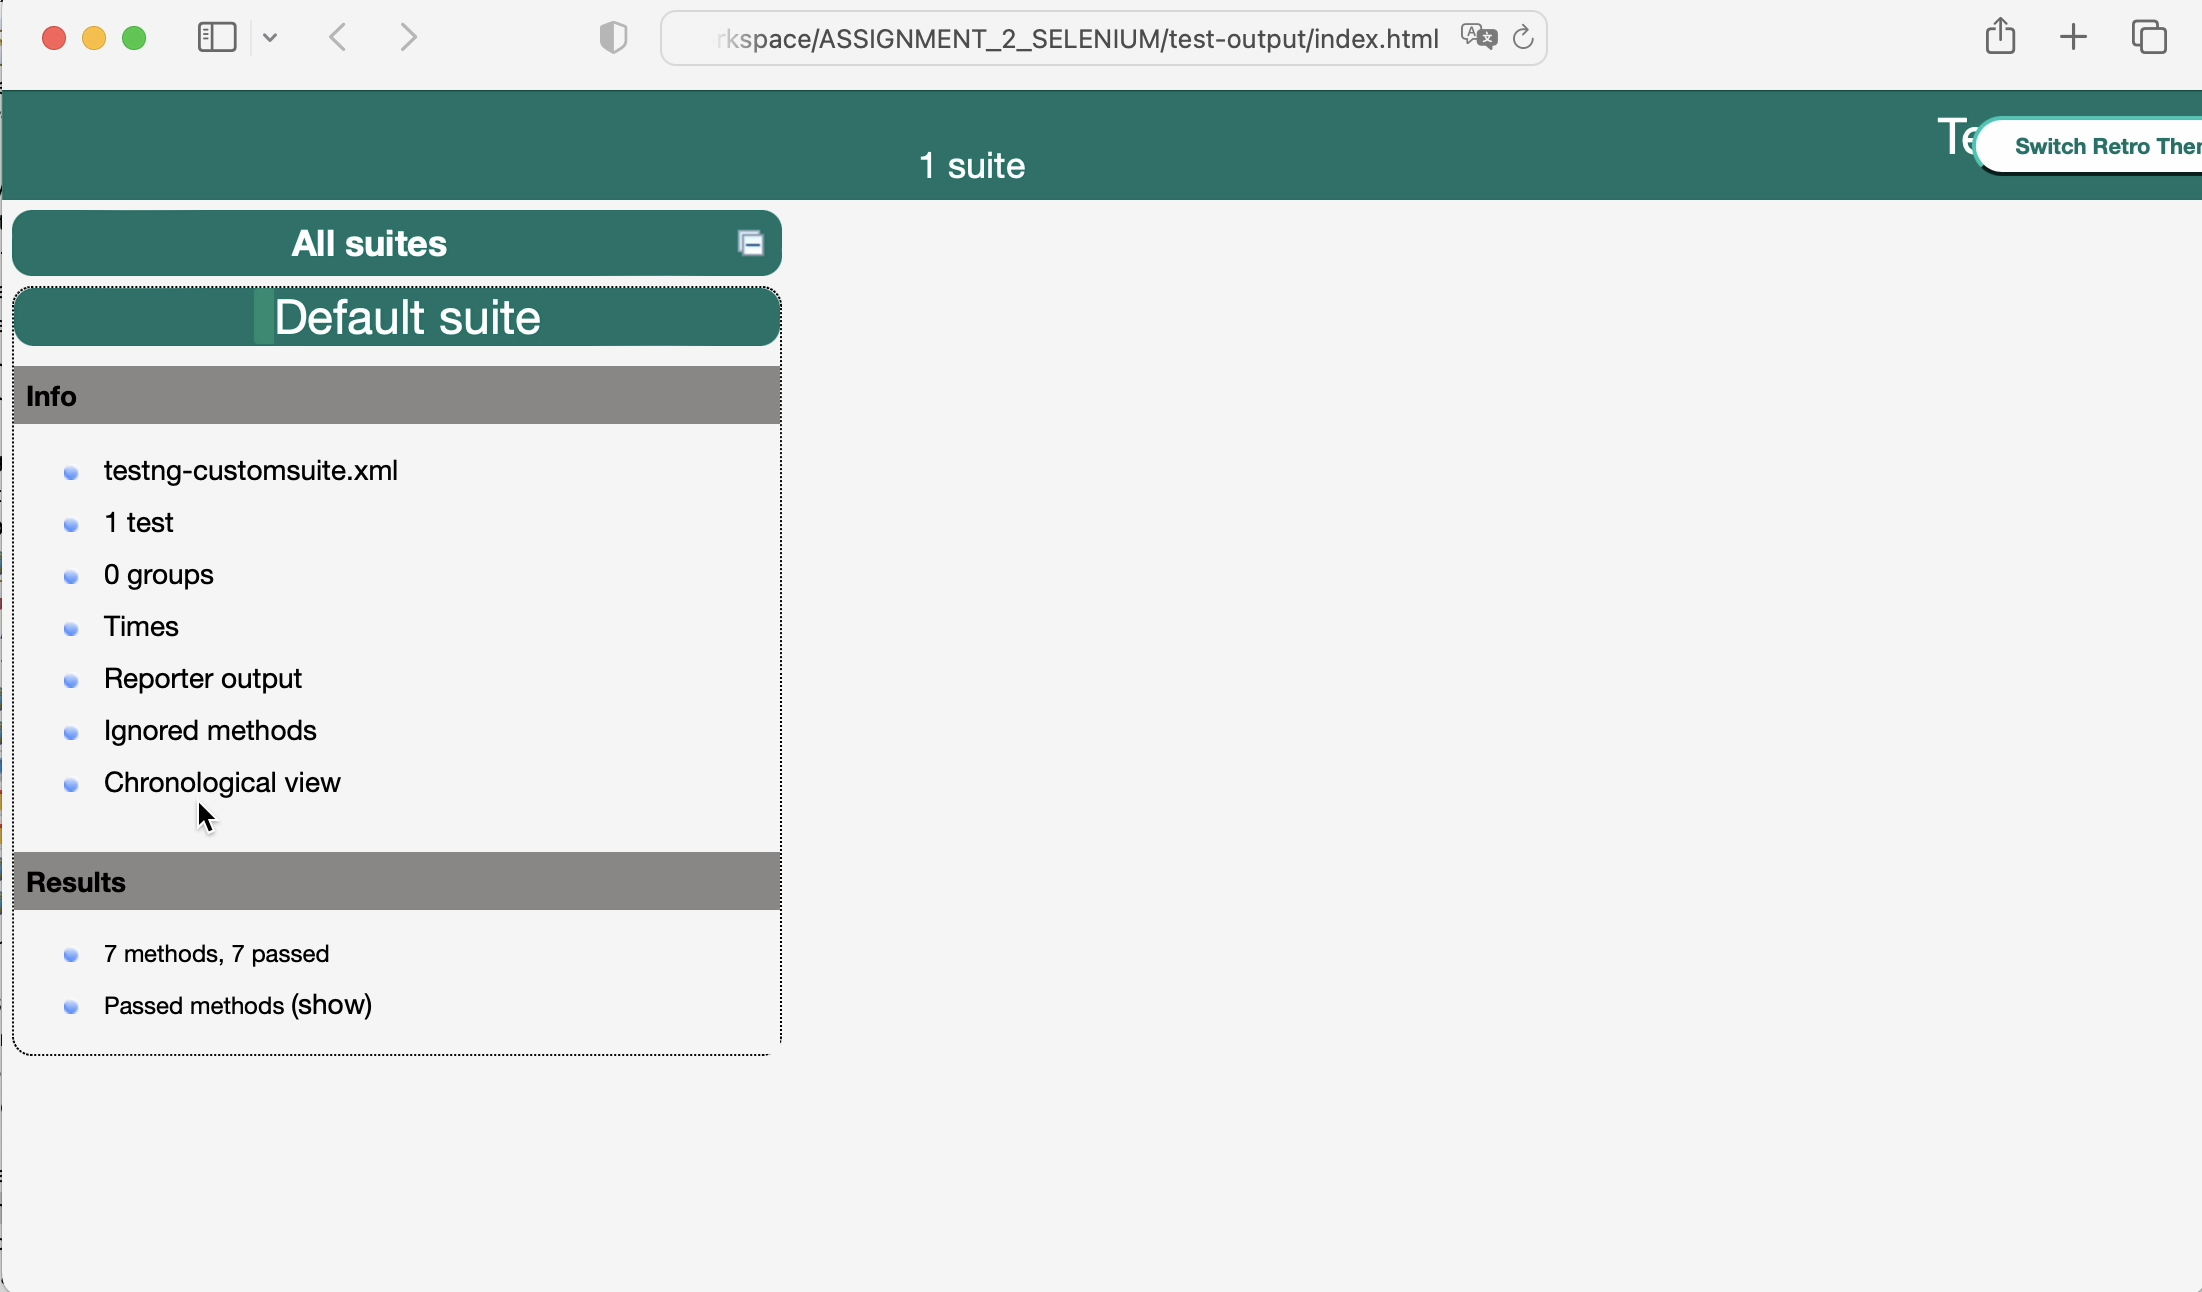 rkspace/ASSIGNMENT_2_SELENIUM/test-output/index.html
Te
Switch Retro Ther
1 suite
All suites
Default suite
Info
testng-customsuite.xml
1 test
0 groups
Times
Reporter output
Ignored methods
Chronological view
Results
7 methods, 7 passed
Passed methods (show)